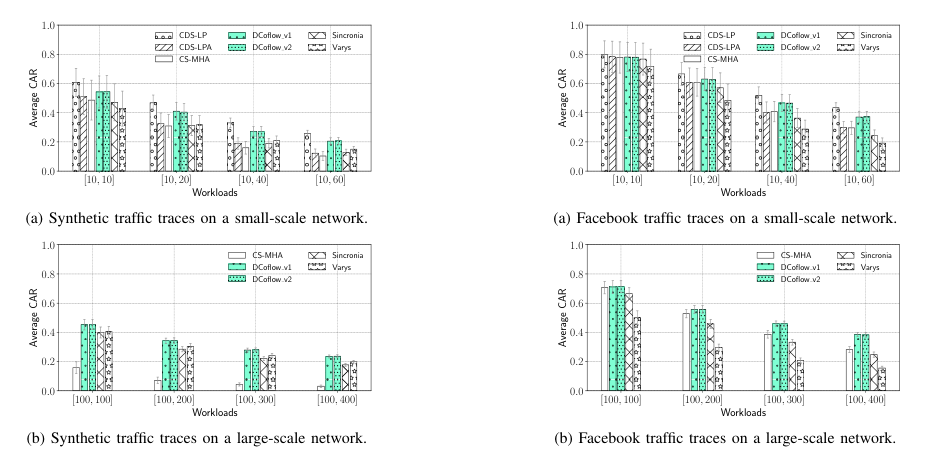 1.0
0.8
0.6
0.4
0.2
0.0
Average CAR
CDS-LP
CDS-LPA
CS-MHA
DCoflow_v1
DCoflow_v2
Sincronia
Varys
[10, 10]
[10, 20]
[10, 40]
[10, 60]
Workloads
(a) Synthetic traffic traces on a small-scale network.
1.0
0.8
0.6
0.4
0.2
0.0
Average CAR
CDS-LP
CDS-LPA
CS-MHA
DCoflow_v1
DCoflow_v2
Sincronia
Varys
[10, 10]
[10, 20]
[10, 40]
[10, 60]
Workloads
(a) Facebook traffic traces on a small-scale network.
1.0
0.8
0.6
0.4
0.2
0.0
Average CAR
CS-MHA
DCoflow_v1
DCoflow_v2
Sincronia
Varys
[100, 100]
[100, 200]
[100, 300]
[100, 400]
Workloads
(b) Synthetic traffic traces on a large-scale network.
1.0
0.8
0.6
0.4
0.2
0.0
Average CAR
CS-MHA
DCoflow_v1
DCoflow_v2
Sincronia
Varys
[100, 100]
[100, 200]
[100, 300]
[100, 400]
Workloads
(b) Facebook traffic traces on a large-scale network.